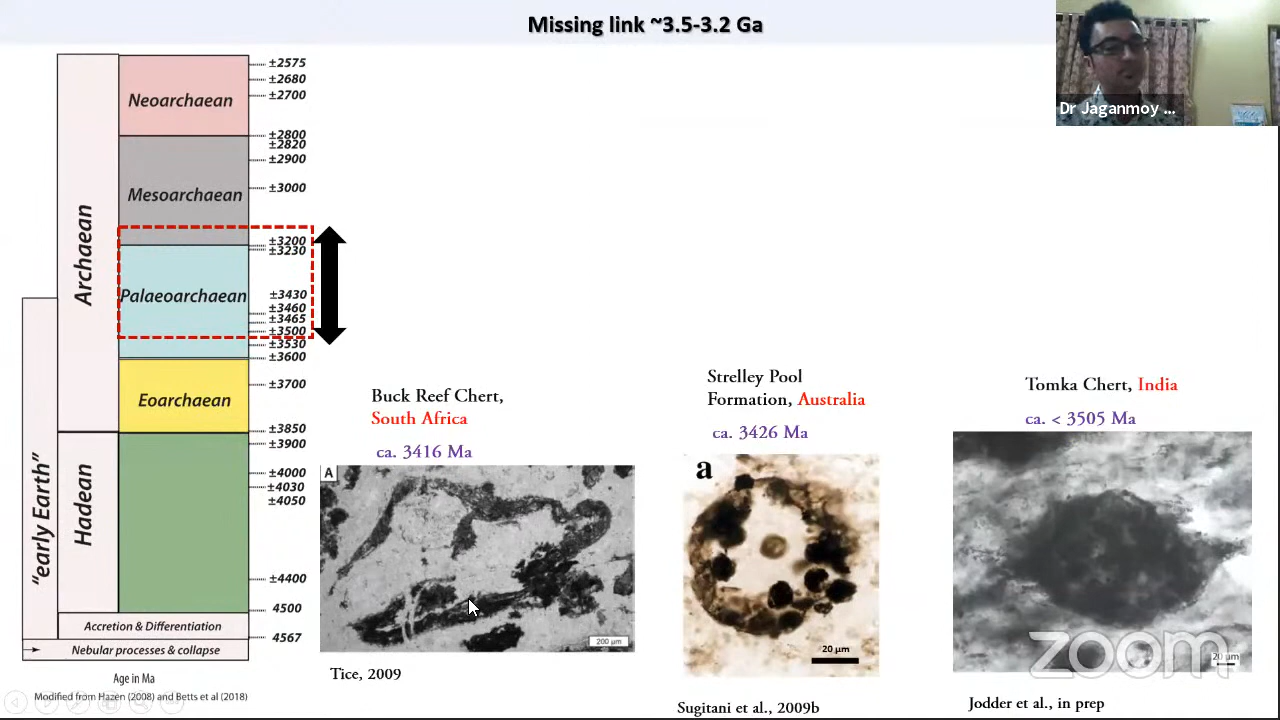 Missing link ~3.5-3.2 Ga
Dr Jaganmoy ...
Archaean
"early Earth"
Hadean
Neoarchaean
Mesoarchaean
Palaeoarchaean
Eoarchaean
Accretion & Differentiation
Nebular processes & collapse
±2575
±2680
±2700
±2800
±2820
±2900
±3000
±3200
±3230
±3430
±3460
±3465
±3500
±3530
±3600
±3700
±3850
±3900
±4000
±4030
±4050
±4400
4500
4567
Age in Ma
Modified from Hazen (2008) and Betts et al (2018)
Buck Reef Chert,
South Africa
ca. 3416 Ma
A
200 µm
Tice, 2009
Strelley Pool
Formation, Australia
ca. 3426 Ma
a
20 µm
Sugitani et al., 2009b
Tomka Chert, India
ca. < 3505 Ma
20 µm
zoom
Jodder et al., in prep